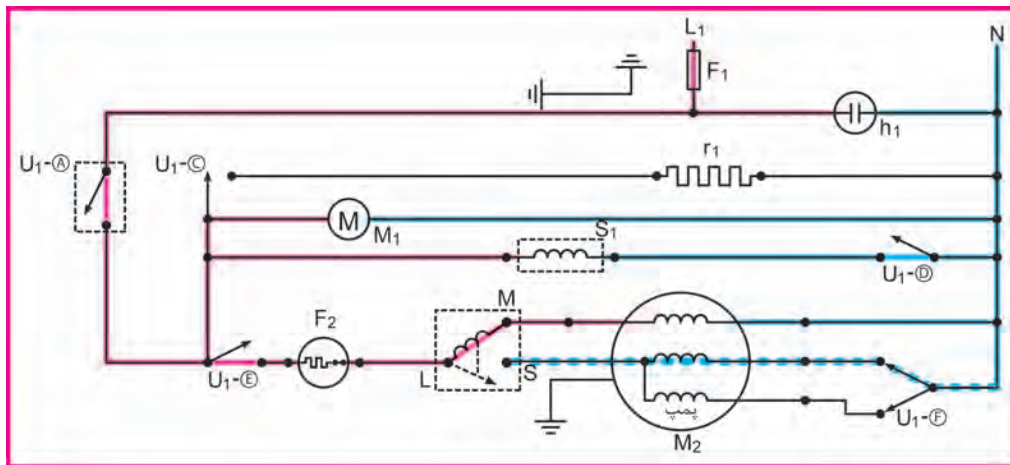 L1
N
F1
h1
U1-Ⓐ
U1-Ⓒ
r1
M
M1
S1
U1-Ⓓ
F2
M
L
S
U1-Ⓔ
پمپ
U1-Ⓕ
M2